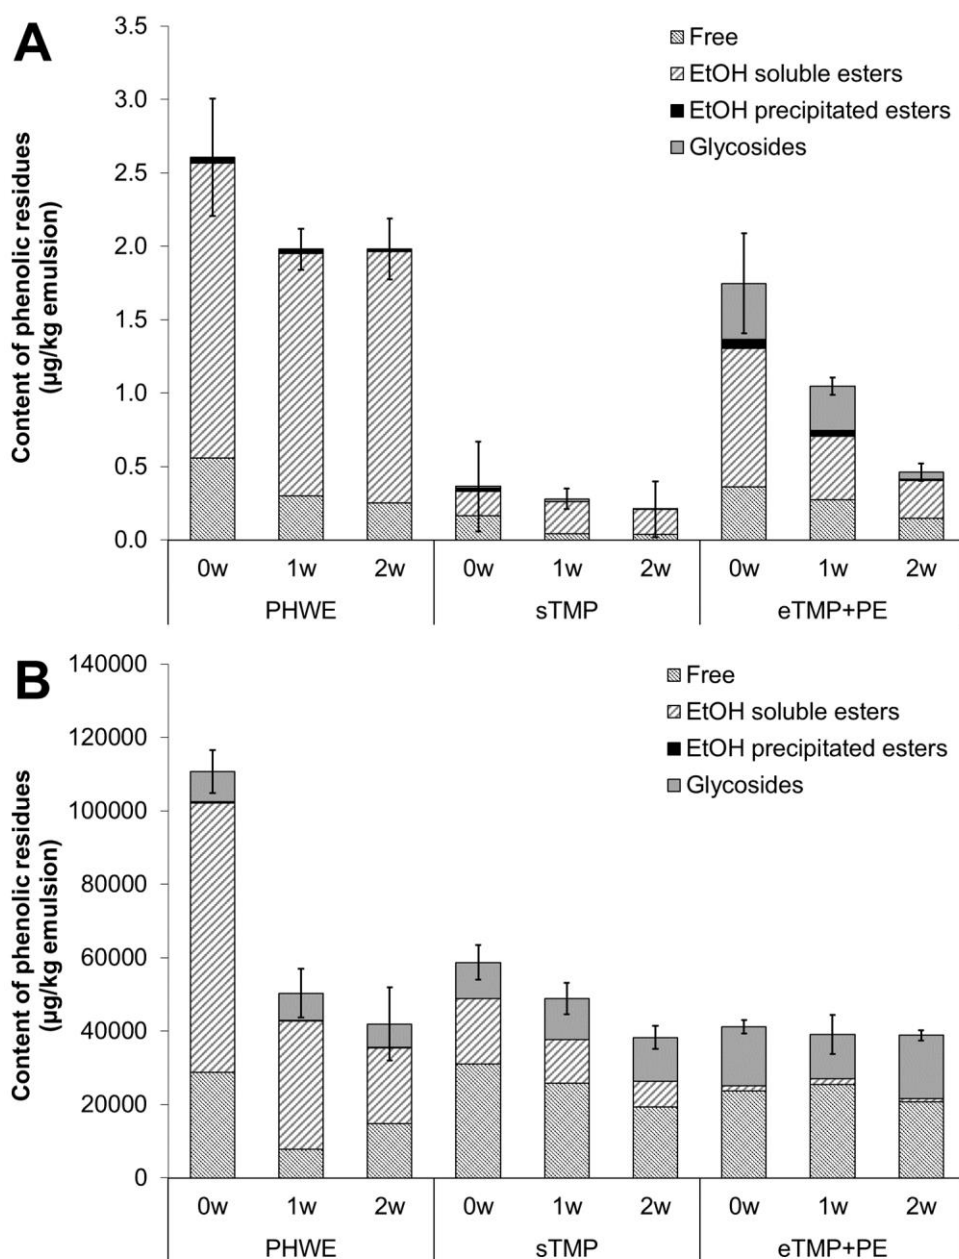 A
Content of phenolic residues
(µg/kg emulsion)
3.5
3.0
2.5
2.0
1.5
1.0
0.5
0.0
Free
EtOH soluble esters
EtOH precipitated esters
Glycosides
0w 1w 2w 0w 1w 2w 0w 1w 2w
PHWE sTMP eTMP+PE
B
Content of phenolic residues
(µg/kg emulsion)
140000
120000
100000
80000
60000
40000
20000
0
Free
EtOH soluble esters
EtOH precipitated esters
Glycosides
0w 1w 2w 0w 1w 2w 0w 1w 2w
PHWE sTMP eTMP+PE